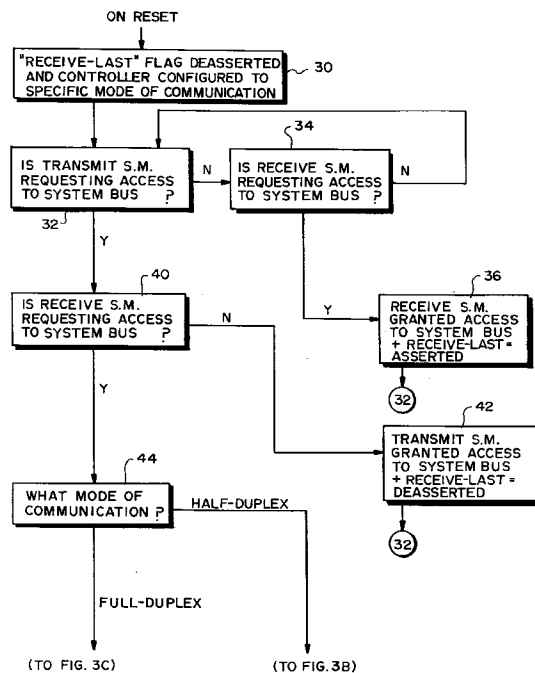 ON RESET
"RECEIVE-LAST" FLAG DEASSERTED
AND CONTROLLER CONFIGURED TO
SPECIFIC MODE OF COMMUNICATION
30
IS TRANSMIT S.M.
REQUESTING ACCESS
TO SYSTEM BUS ?
32
N
34
IS RECEIVE S.M.
REQUESTING ACCESS
TO SYSTEM BUS ?
N
Y
Y
36
RECEIVE S.M.
GRANTED ACCESS
TO SYSTEM BUS
+ RECEIVE-LAST =
ASSERTED
32
40
IS RECEIVE S.M.
REQUESTING ACCESS
TO SYSTEM BUS ?
N
Y
42
TRANSMIT S.M.
GRANTED ACCESS
TO SYSTEM BUS
+ RECEIVE-LAST =
DEASSERTED
32
44
WHAT MODE OF
COMMUNICATION ?
HALF-DUPLEX
FULL-DUPLEX
(TO FIG. 3C)
(TO FIG. 3B)